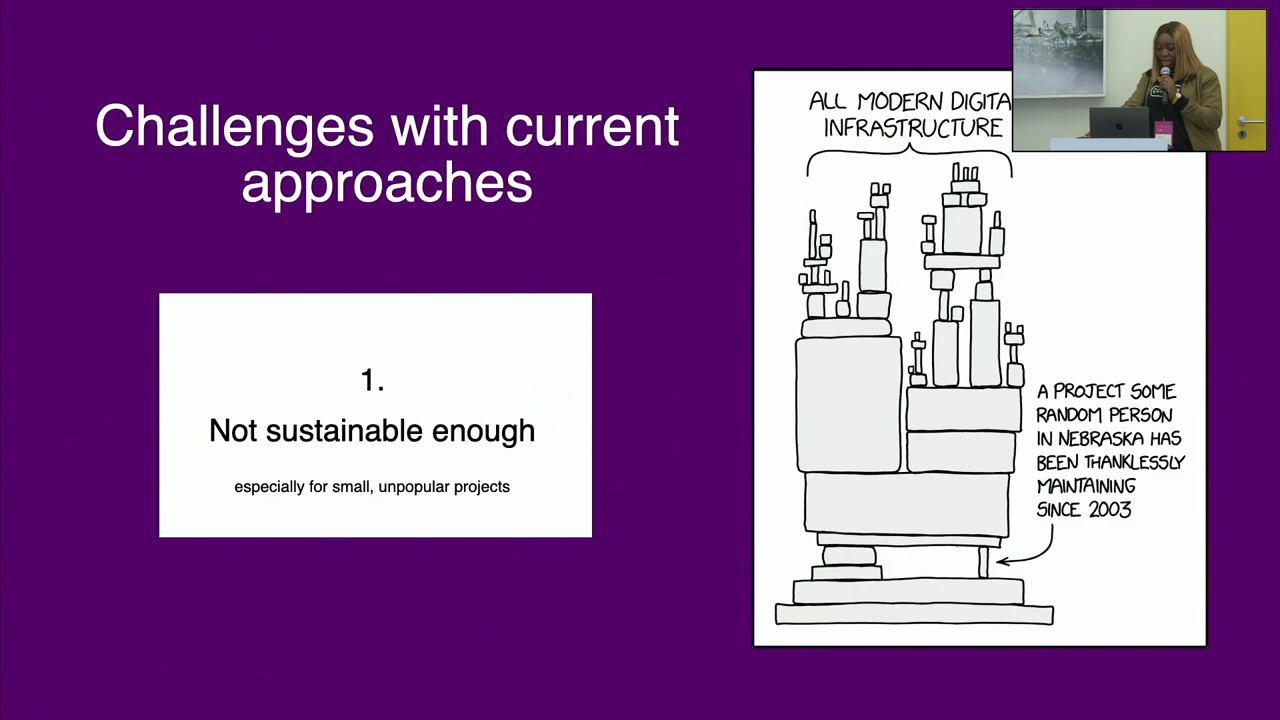 Challenges with current
approaches
1.
Not sustainable enough
especially for small, unpopular projects
ALL MODERN DIGITA
INFRASTRUCTURE
A PROJECT SOME
RANDOM PERSON
IN NEBRASKA HAS
BEEN THANKLESSLY
MAINTAINING
SINCE 2003